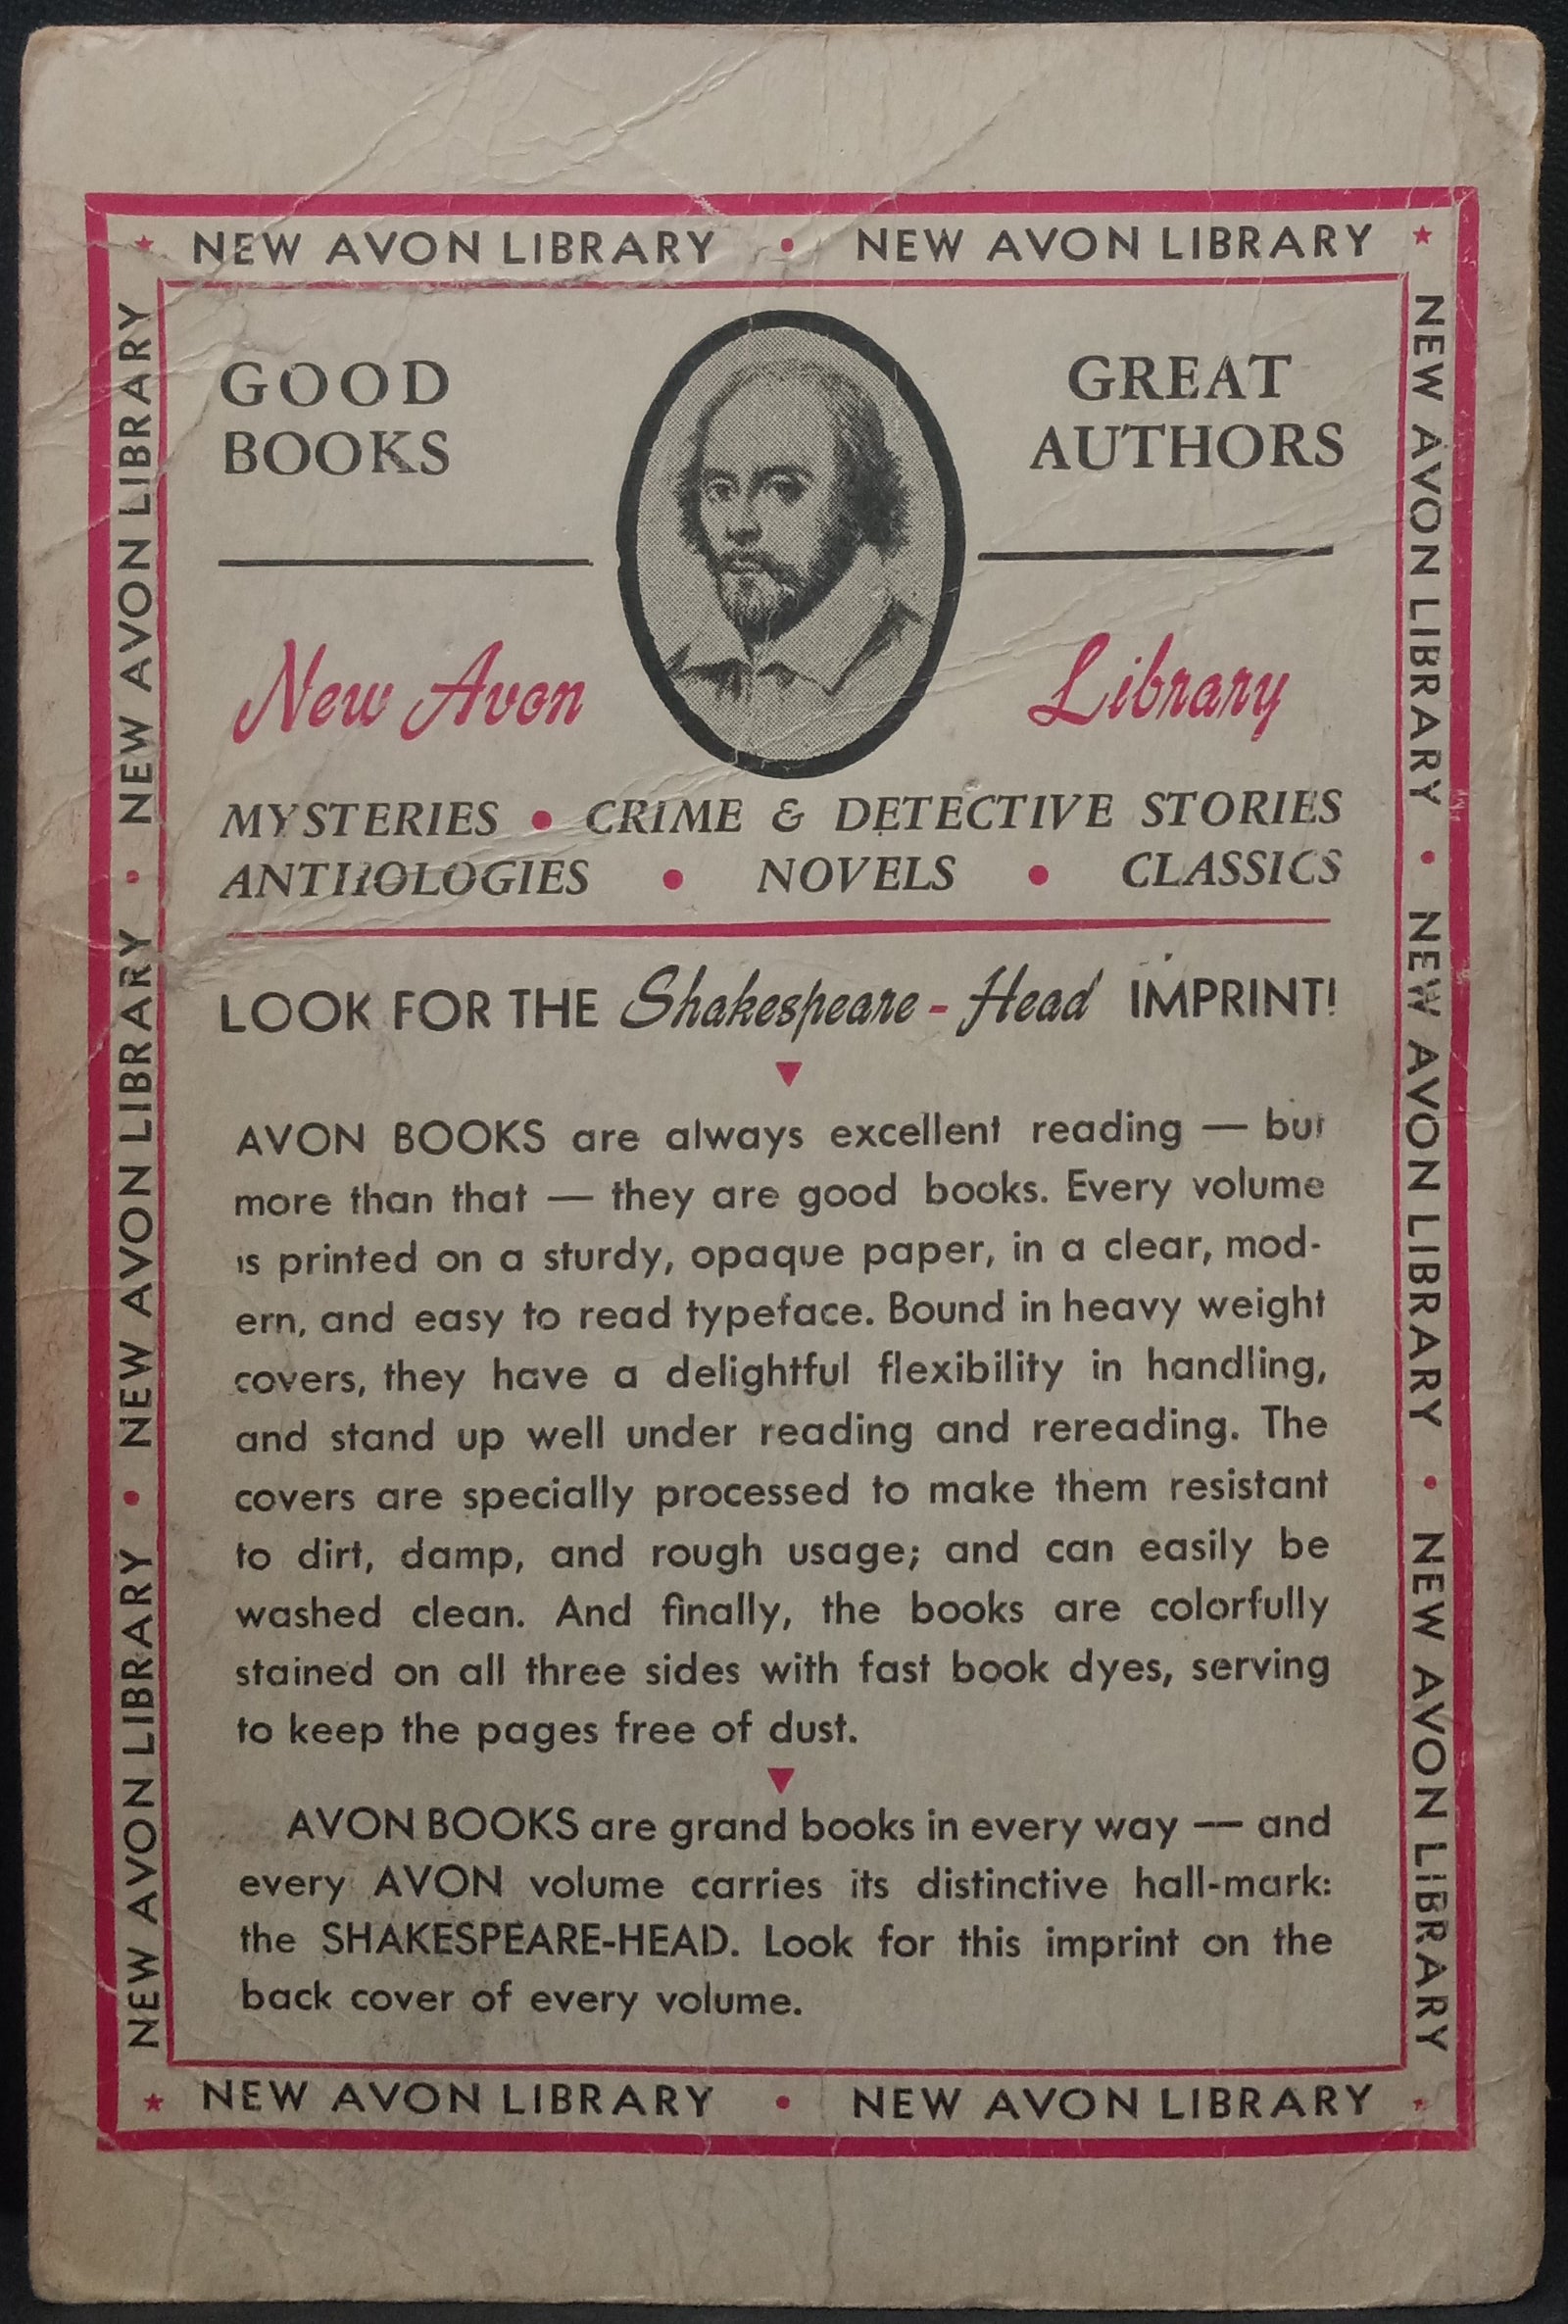 NEW AVON LIBRARY • NEW AVON LIBRARY
NEW AVON LIBRARY • NEW AVON LIBRARY • NEW AVON LIBRARY
NEW AVON LIBRARY • NEW AVON LIBRARY • NEW AVON LIBRARY
GOOD
BOOKS
GREAT
AUTHORS
New Avon
Library
MYSTERIES • CRIME & DETECTIVE STORIES
ANTHOLOGIES • NOVELS • CLASSICS
LOOK FOR THE Shakespeare - Head IMPRINT!
AVON BOOKS are always excellent reading — but
more than that — they are good books. Every volume
is printed on a sturdy, opaque paper, in a clear, mod-
ern, and easy to read typeface. Bound in heavy weight
covers, they have a delightful flexibility in handling,
and stand up well under reading and rereading. The
covers are specially processed to make them resistant
to dirt, damp, and rough usage; and can easily be
washed clean. And finally, the books are colorfully
stained on all three sides with fast book dyes, serving
to keep the pages free of dust.
AVON BOOKS are grand books in every way — and
every AVON volume carries its distinctive hall-mark:
the SHAKESPEARE-HEAD. Look for this imprint on the
back cover of every volume.
NEW AVON LIBRARY • NEW AVON LIBRARY